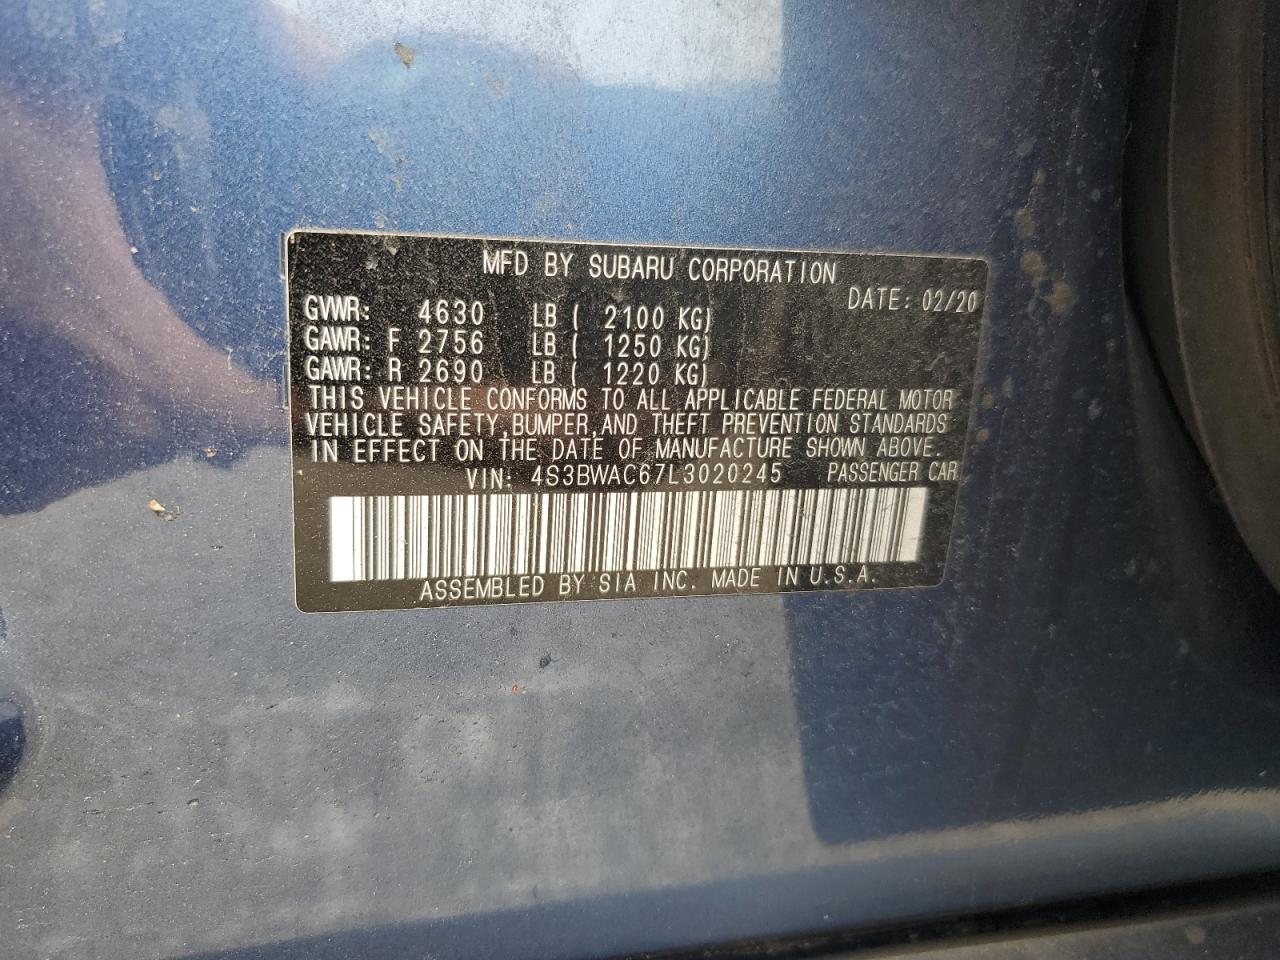 MFD BY SUBARU CORPORATION
DATE: 02/20
GVWR: 4630 LB ( 2100 KG)
GAWR: F 2756 LB ( 1250 KG)
GAWR: R 2690 LB ( 1220 KG)
THIS VEHICLE CONFORMS TO ALL APPLICABLE FEDERAL MOTOR
VEHICLE SAFETY,BUMPER,AND THEFT PREVENTION STANDARDS
IN EFFECT ON THE DATE OF MANUFACTURE SHOWN ABOVE.
VIN: 4S3BWAC67L3020245 PASSENGER CAR
ASSEMBLED BY SIA INC. MADE IN U.S.A.